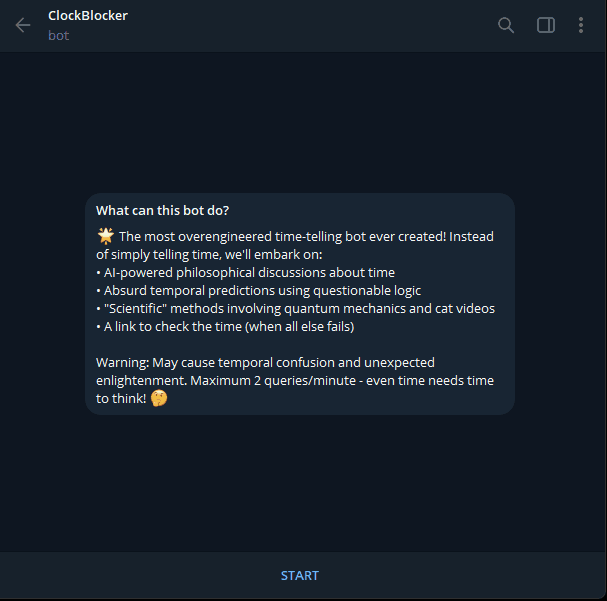 ClockBlocker
bot
What can this bot do?
🌟 The most overengineered time-telling bot ever created! Instead
of simply telling time, we'll embark on:
• AI-powered philosophical discussions about time
• Absurd temporal predictions using questionable logic
• "Scientific" methods involving quantum mechanics and cat videos
• A link to check the time (when all else fails)
Warning: May cause temporal confusion and unexpected
enlightenment. Maximum 2 queries/minute - even time needs time
to think! 🤔
START